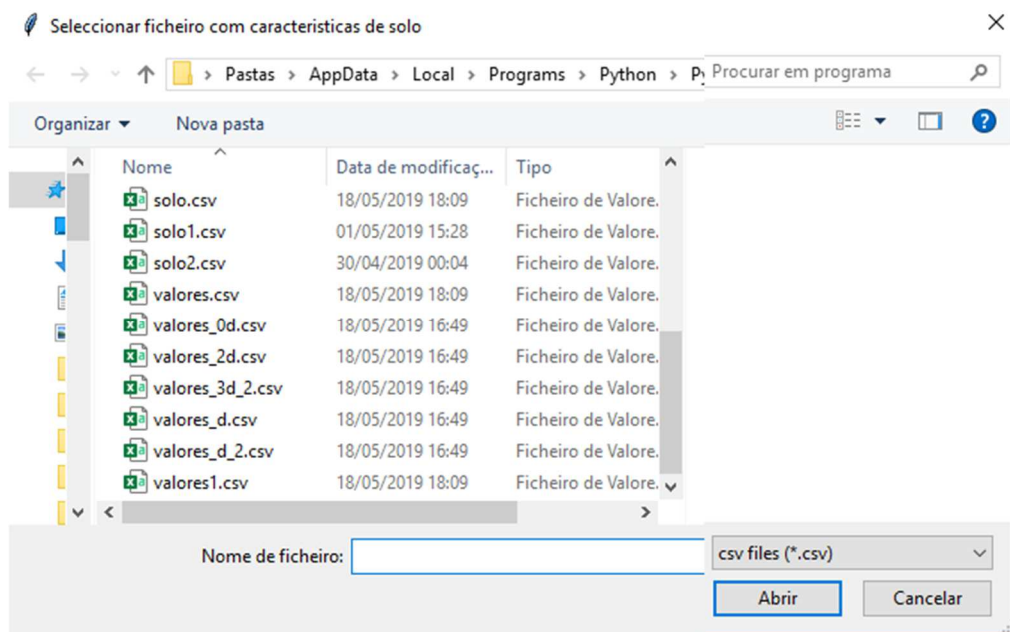 Seleccionar ficheiro com caracteristicas de solo
Pastas > AppData > Local > Programs > Python > Py Procurar em programa
Organizar Nova pasta
Nome Data de modificaç... Tipo
solo.csv 18/05/2019 18:09 Ficheiro de Valore.
solo1.csv 01/05/2019 15:28 Ficheiro de Valore.
solo2.csv 30/04/2019 00:04 Ficheiro de Valore.
valores.csv 18/05/2019 18:09 Ficheiro de Valore.
valores_0d.csv 18/05/2019 16:49 Ficheiro de Valore.
valores_2d.csv 18/05/2019 16:49 Ficheiro de Valore.
valores_3d_2.csv 18/05/2019 16:49 Ficheiro de Valore.
valores_d.csv 18/05/2019 16:49 Ficheiro de Valore.
valores_d_2.csv 18/05/2019 16:49 Ficheiro de Valore.
valores1.csv 18/05/2019 18:09 Ficheiro de Valore.
Nome de ficheiro: csv files (*.csv)
Abrir Cancelar